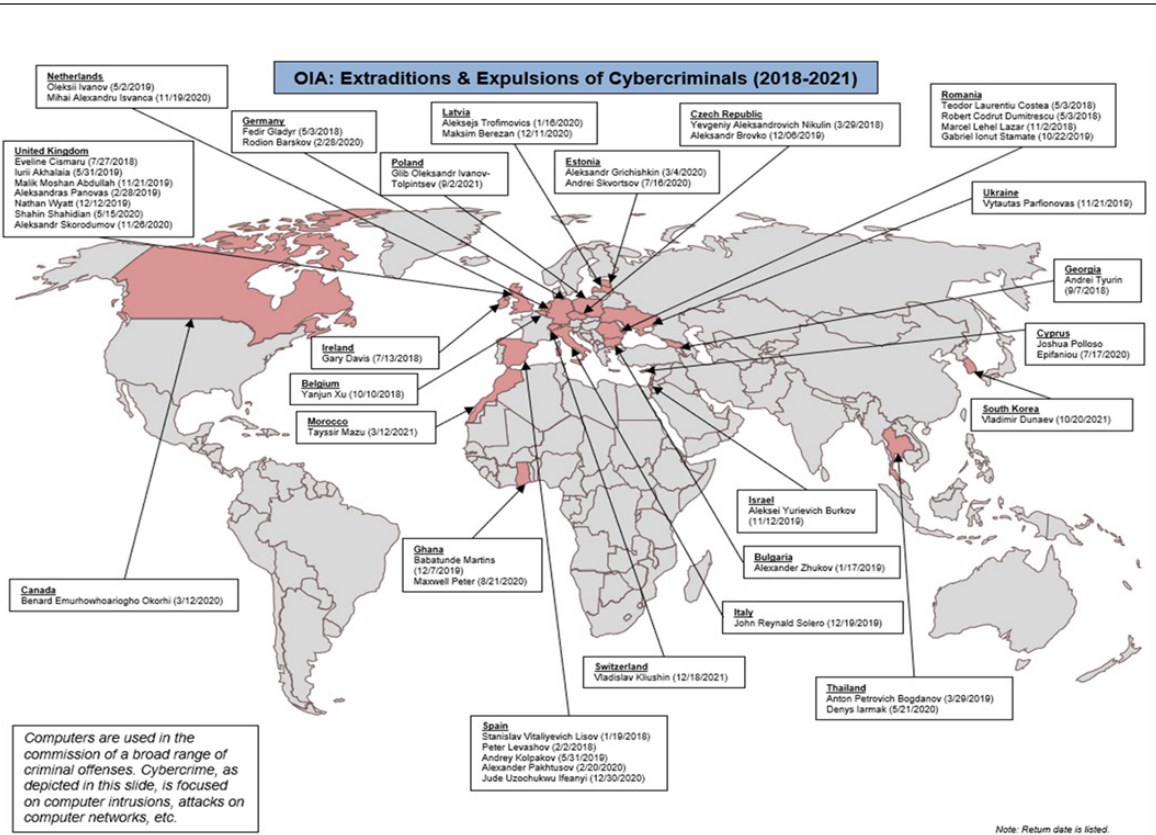 OIA: Extraditions & Expulsions of Cybercriminals (2018-2021)
Netherlands
Oleksii Ivanov (5/2/2019)
Mihai Alexandru Isvanca (11/19/2020)
Germany
Fedir Gladyr (5/3/2018)
Rodion Barskov (2/28/2020)
Latvia
Aleksejs Trofimovics (1/16/2020)
Maksim Berezan (12/11/2020)
Czech Republic
Yevgeniy Aleksandrovich Nikulin (3/29/2018)
Aleksandr Brovko (12/06/2019)
Romania
Teodor Laurentiu Costea (5/3/2018)
Robert Codrut Dumitrescu (5/3/2018)
Marcel Lehel Lazar (11/2/2018)
Gabriel Ionut Stamate (10/22/2019)
United Kingdom
Eveline Cismaru (7/27/2018)
Iurii Akhalaia (5/31/2019)
Malik Moshan Abdullah (11/21/2019)
Aleksandras Panovas (2/28/2019)
Nathan Wyatt (12/12/2019)
Shahin Shahidian (5/15/2020)
Aleksandr Skorodumov (11/26/2020)
Poland
Glib Oleksandr Ivanov-
Tolpintsev (9/2/2021)
Estonia
Aleksandr Grichishkin (3/4/2020)
Andrei Skvortsov (7/16/2020)
Ukraine
Vytautas Parfionovas (11/21/2019)
Georgia
Andrei Tyurin
(9/7/2018)
Cyprus
Joshua Polloso
Epifaniou (7/17/2020)
Ireland
Gary Davis (7/13/2018)
Belgium
Yanjun Xu (10/10/2018)
Morocco
Tayssir Mazu (3/12/2021)
South Korea
Vladimir Dunaev (10/20/2021)
Israel
Aleksei Yurievich Burkov
(11/12/2019)
Ghana
Babatunde Martins
(12/7/2019)
Maxwell Peter (8/21/2020)
Bulgaria
Alexander Zhukov (1/17/2019)
Canada
Benard Emurhowhoariogho Okorhi (3/12/2020)
Italy
John Reynald Solero (12/19/2019)
Switzerland
Vladislav Kliushin (12/18/2021)
Thailand
Anton Petrovich Bogdanov (3/29/2019)
Denys Iarmak (5/21/2020)
Spain
Stanislav Vitaliyevich Lisov (1/19/2018)
Peter Levashov (2/2/2018)
Andrey Kolpakov (5/31/2019)
Alexander Pakhtusov (2/20/2020)
Jude Uzochukwu Ifeanyi (12/30/2020)
Computers are used in the
commission of a broad range of
criminal offenses. Cybercrime, as
depicted in this slide, is focused
on computer intrusions, attacks on
computer networks, etc.
Note: Return date is listed.